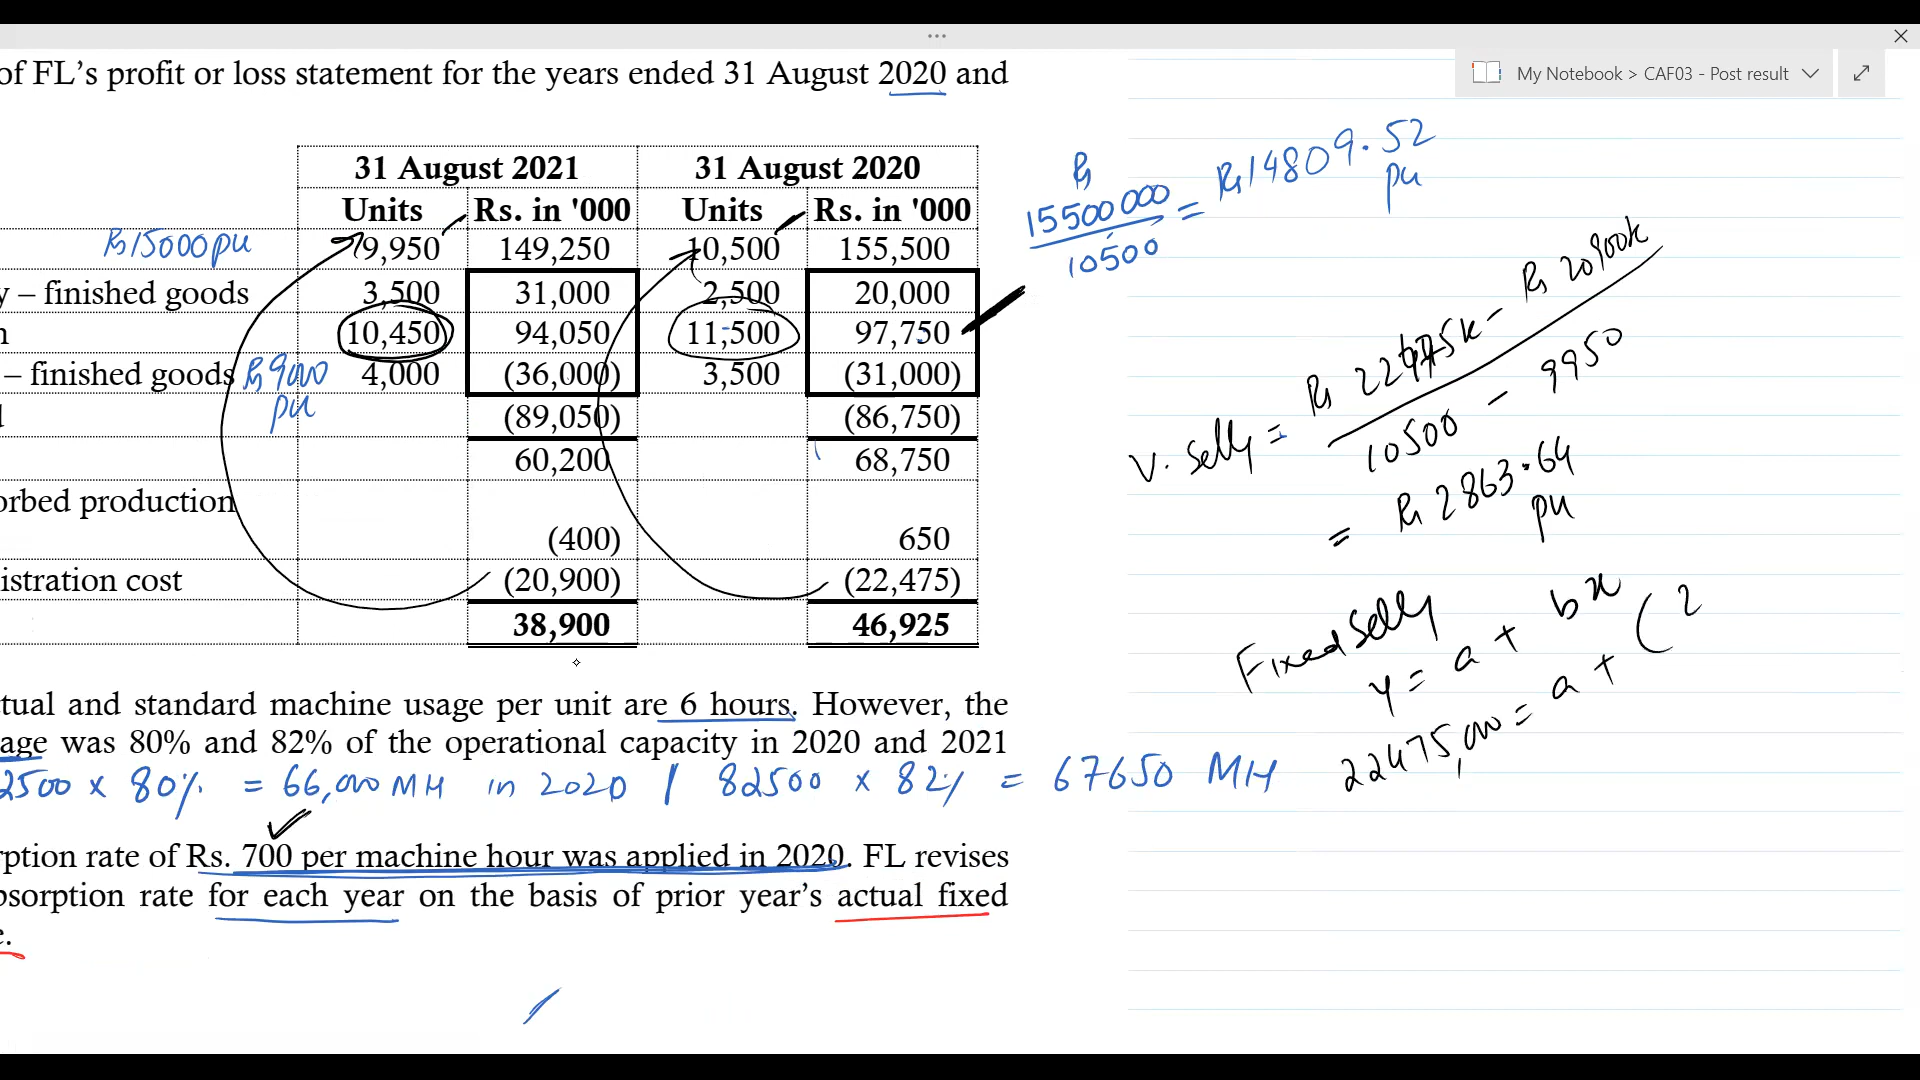 of FL's profit or loss statement for the years ended 31 August 2020 and
My Notebook > CAF03 - Post result
31 August 2021 31 August 2020
Units Rs. in '000 Units Rs. in '000
Rs15000pu 9,950 149,250 10,500 155,500
y – finished goods 3,500 31,000 2,500 20,000
n 10,450 94,050 11,500 97,750
– finished goods Rs9000 pu 4,000 (36,000) 3,500 (31,000)
d (89,050) (86,750)
60,200 68,750
orbed production
(400) 650
istration cost (20,900) (22,475)
38,900 46,925
Rs
15500000 = Rs14809.52
10500
pu
V. Selly = Rs 22475k - Rs 20900k
10500 - 9950
= Rs 2863.64
pu
Fixed Selly
y = a + bx
22475,000 = a + (2
ctual and standard machine usage per unit are 6 hours. However, the
age was 80% and 82% of the operational capacity in 2020 and 2021
2500 x 80% = 66,000 MH in 2020 / 82500 x 82% = 67650 MH
rption rate of Rs. 700 per machine hour was applied in 2020. FL revises
bsorption rate for each year on the basis of prior year's actual fixed
e.